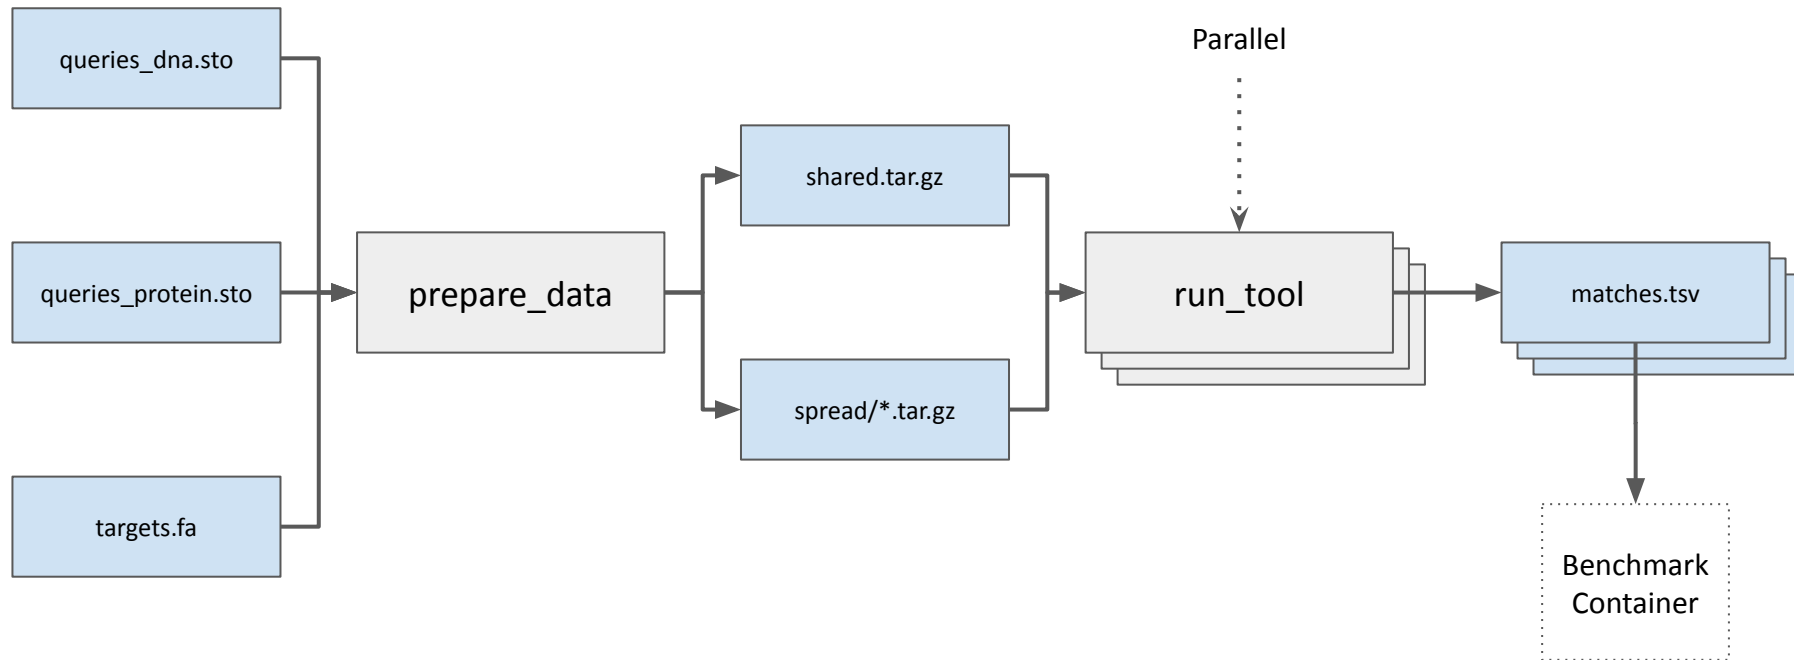 queries_dna.sto
queries_protein.sto
targets.fa
prepare_data
shared.tar.gz
spread/*.tar.gz
Parallel
run_tool
matches.tsv
Benchmark
Container